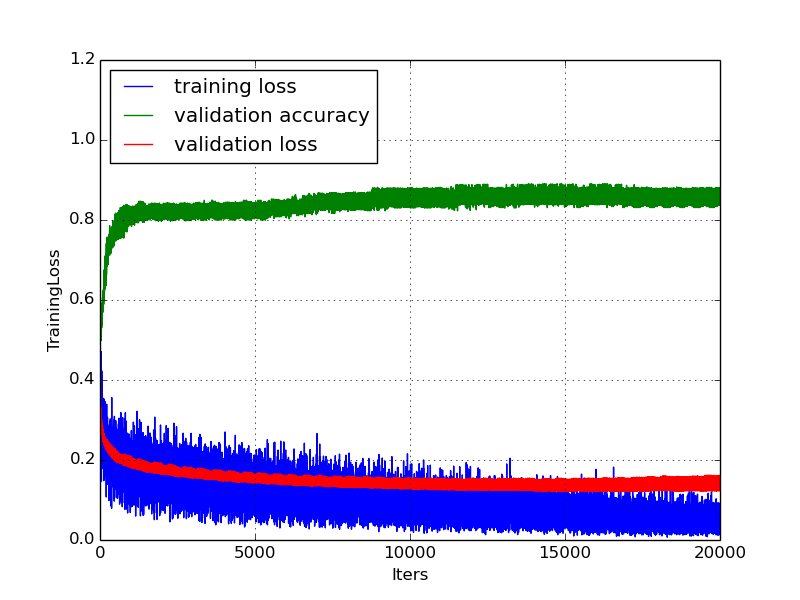 training loss
validation accuracy
validation loss
1.2
1.0
0.8
0.6
0.4
0.2
0.0
TrainingLoss
0 5000 10000 15000 20000
Iters